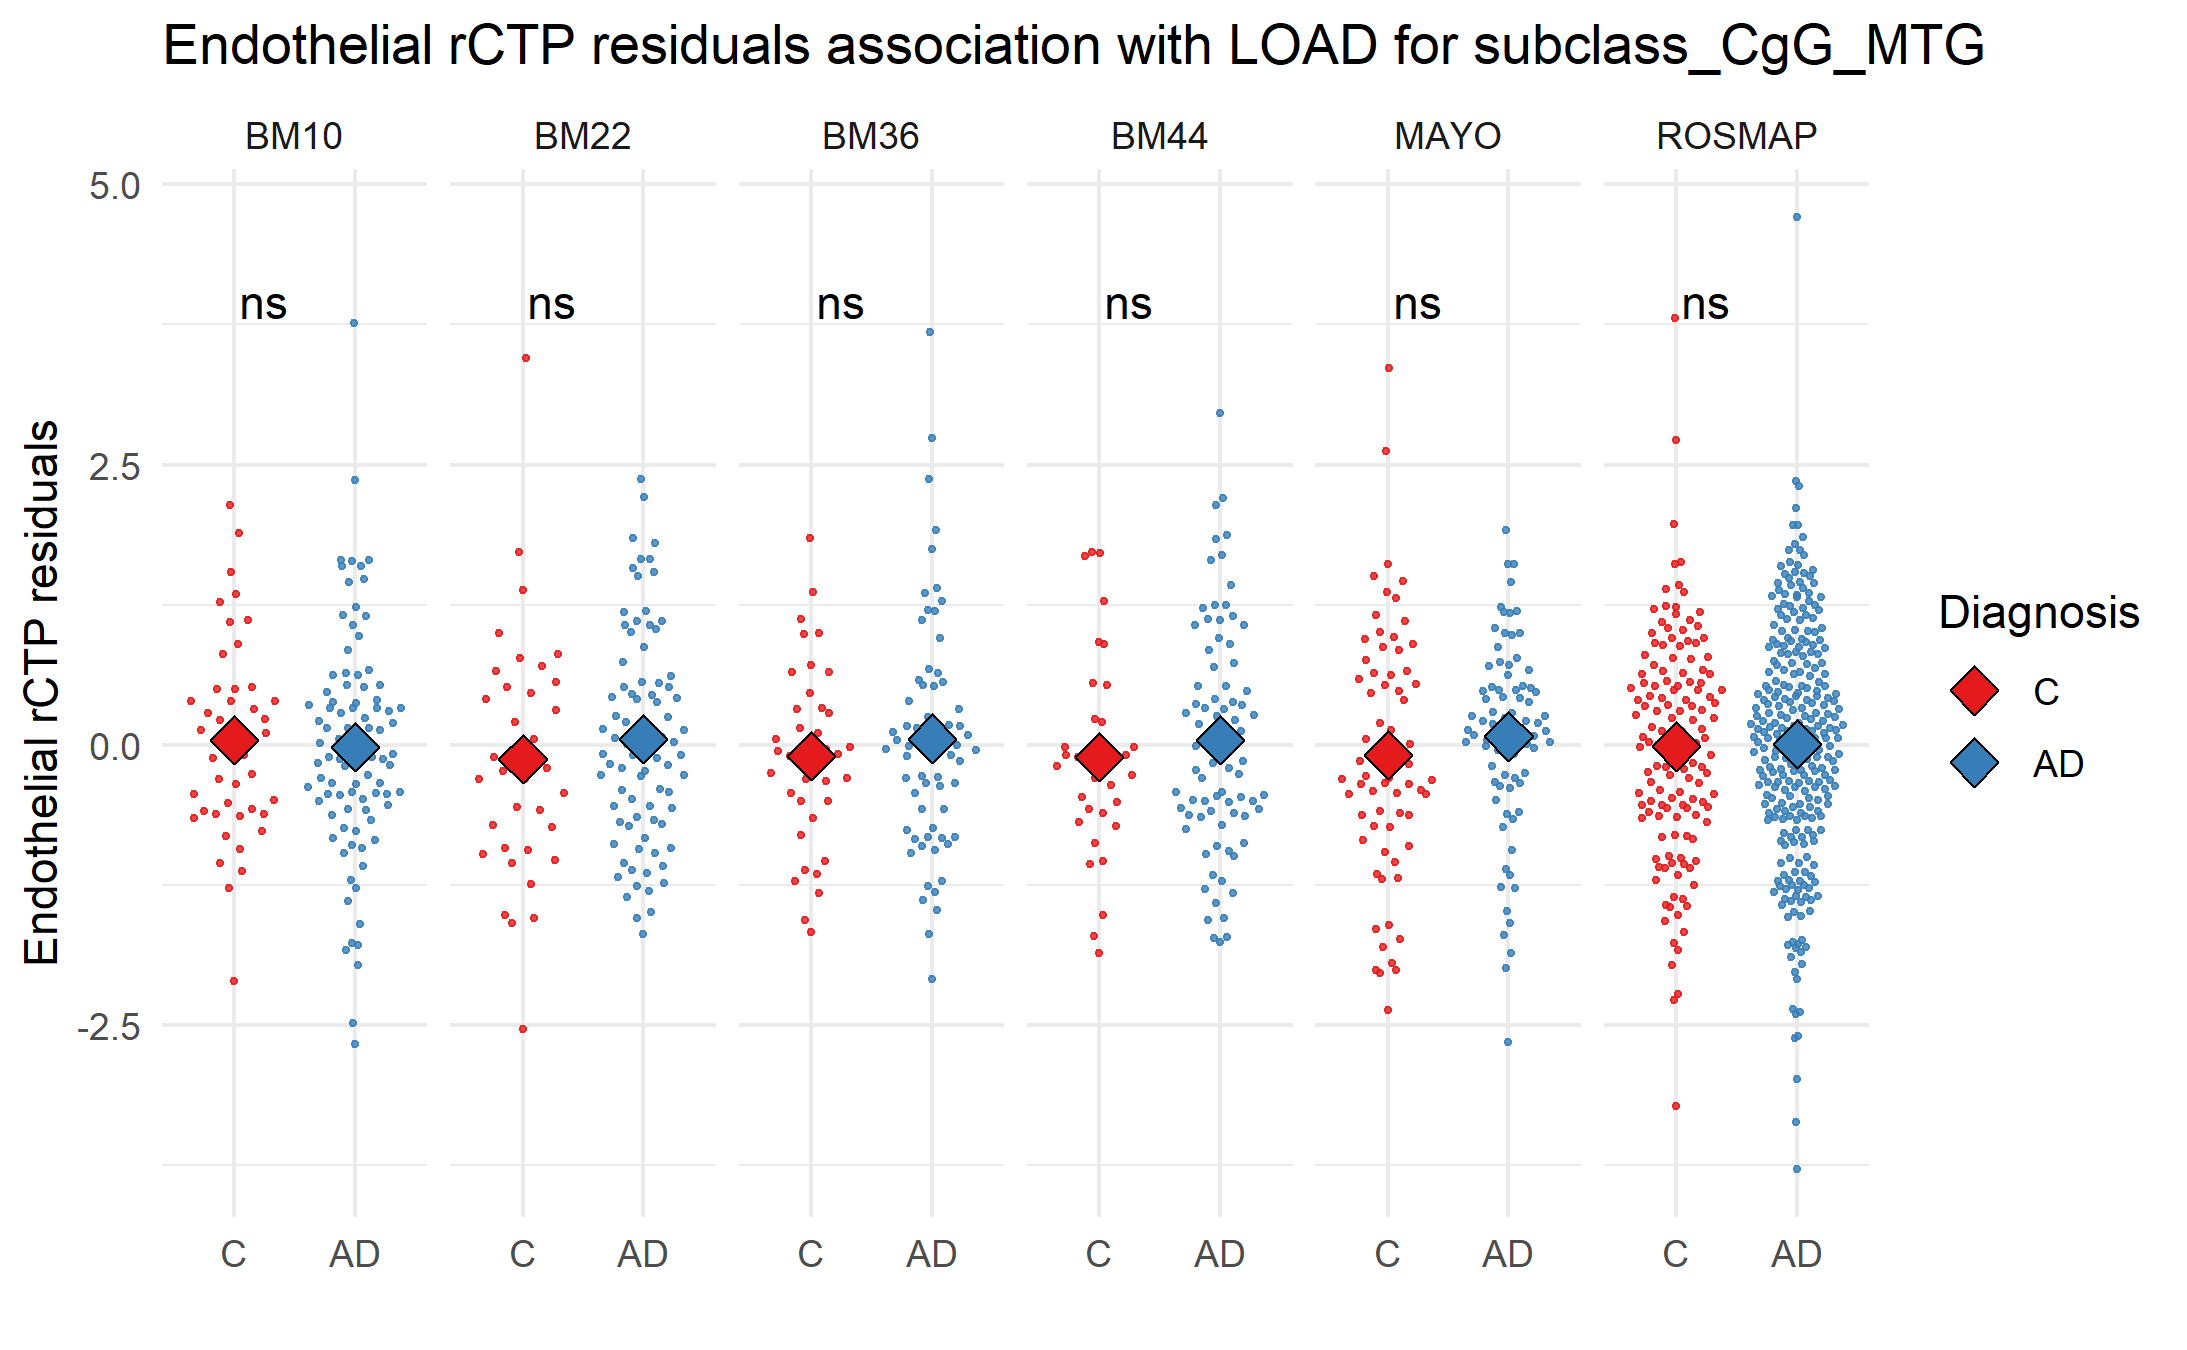 Endothelial rCTP residuals association with LOAD for subclass_CgG_MTG
BM10 BM22 BM36 BM44 MAYO ROSMAP
5.0
ns ns ns ns ns ns
2.5
0.0
-2.5
Endothelial rCTP residuals
C AD C AD C AD C AD C AD C AD
Diagnosis
C
AD